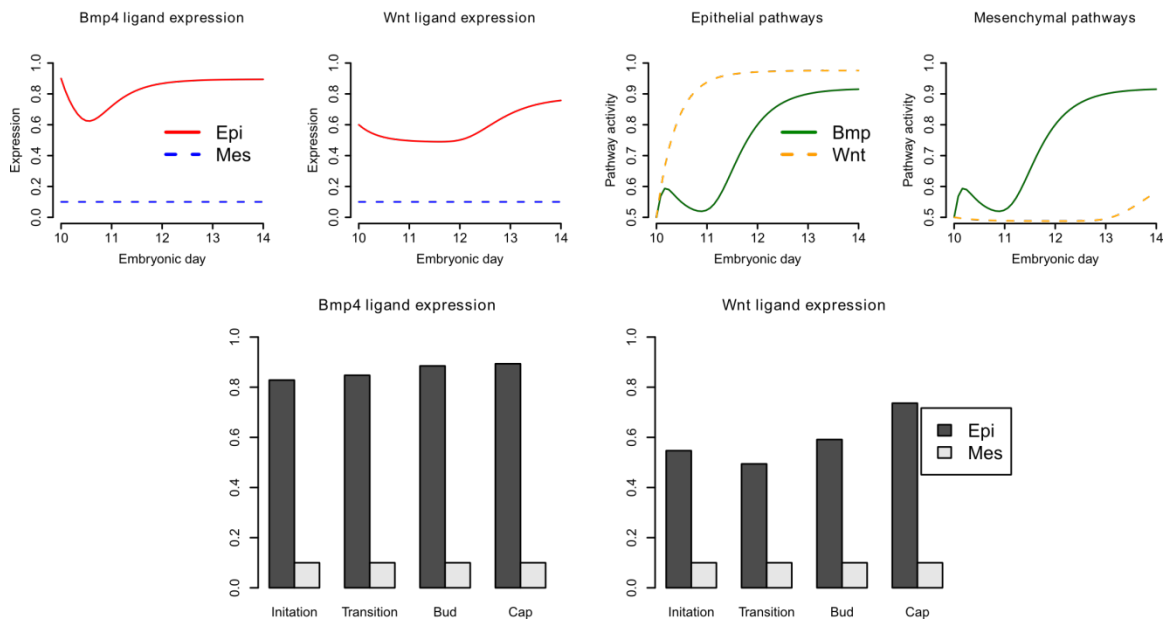 Bmp4 ligand expression
Expression
0.0 0.2 0.4 0.6 0.8 1.0
Epi
Mes
10 11 12 13 14
Embryonic day
Wnt ligand expression
Expression
0.0 0.2 0.4 0.6 0.8 1.0
10 11 12 13 14
Embryonic day
Epithelial pathways
Pathway activity
0.5 0.6 0.7 0.8 0.9 1.0
Bmp
Wnt
10 11 12 13 14
Embryonic day
Mesenchymal pathways
Pathway activity
0.5 0.6 0.7 0.8 0.9 1.0
10 11 12 13 14
Embryonic day
Bmp4 ligand expression
0.0 0.2 0.4 0.6 0.8 1.0
Initation Transition Bud Cap
Wnt ligand expression
0.0 0.2 0.4 0.6 0.8 1.0
Epi
Mes
Initation Transition Bud Cap